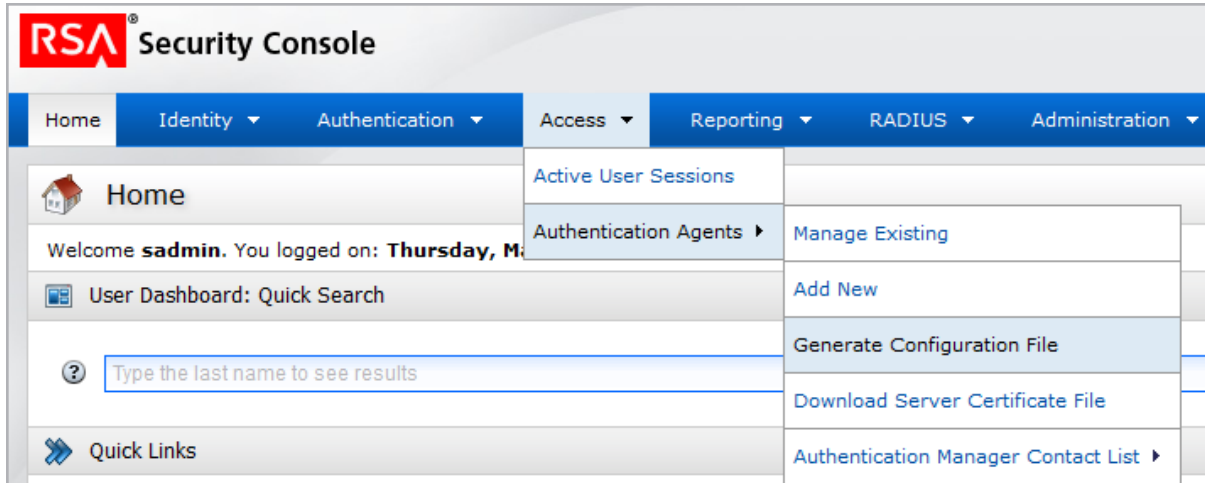 RSA® Security Console
Home Identity Authentication Access Reporting RADIUS Administration
Active User Sessions
Home
Authentication Agents
Manage Existing
Welcome sadmin. You logged on: Thursday,
Add New
User Dashboard: Quick Search
Generate Configuration File
Type the last name to see results
Download Server Certificate File
Quick Links
Authentication Manager Contact List